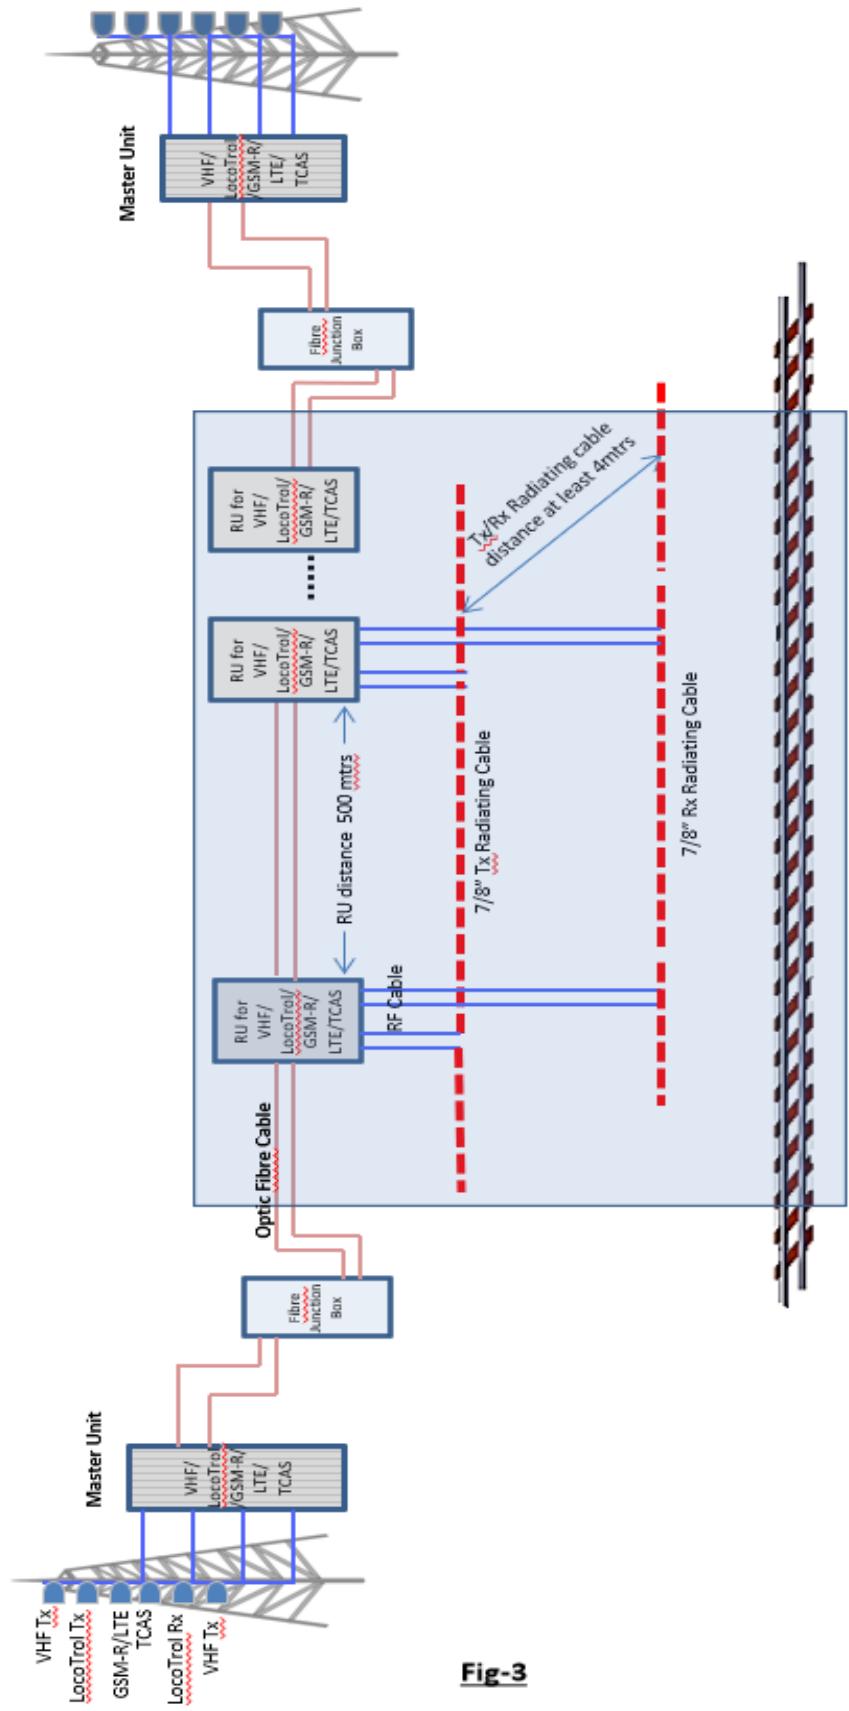 Master Unit
VHF/
LocoTrol
/GSM-R/
LTE/
TCAS
Fibre
Junction
Box
RU for
VHF/
LocoTrol/
GSM-R/
LTE/TCAS
RU for
VHF/
LocoTrol/
GSM-R/
LTE/TCAS
RU distance 500 mtrs
Tx/Rx Radiating cable
distance at least 4mtrs
7/8" Tx Radiating Cable
7/8" Rx Radiating Cable
RU for
VHF/
LocoTrol/
GSM-R/
LTE/TCAS
RF Cable
Optic Fibre Cable
Fibre
Junction
Box
Master Unit
VHF/
LocoTrol
/GSM-R/
LTE/
TCAS
VHF Tx
LocoTrol Tx
GSM-R/LTE
TCAS
LocoTrol Rx
VHF Tx
Fig-3